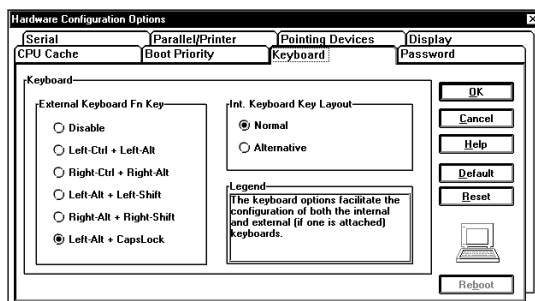 Hardware Configuration Options
Serial
Parallel/Printer
Pointing Devices
Display
CPU Cache
Boot Priority
Keyboard
Password
Keyboard
External Keyboard Fn Key
Disable
Left-Ctrl + Left-Alt
Right-Ctrl + Right-Alt
Left-Alt + Left-Shift
Right-Alt + Right-Shift
Left-Alt + CapsLock
Int. Keyboard Key Layout
Normal
Alternative
Legend
The keyboard options facilitate the
configuration of both the internal
and external (if one is attached)
keyboards.
OK
Cancel
Help
Default
Reset
Reboot